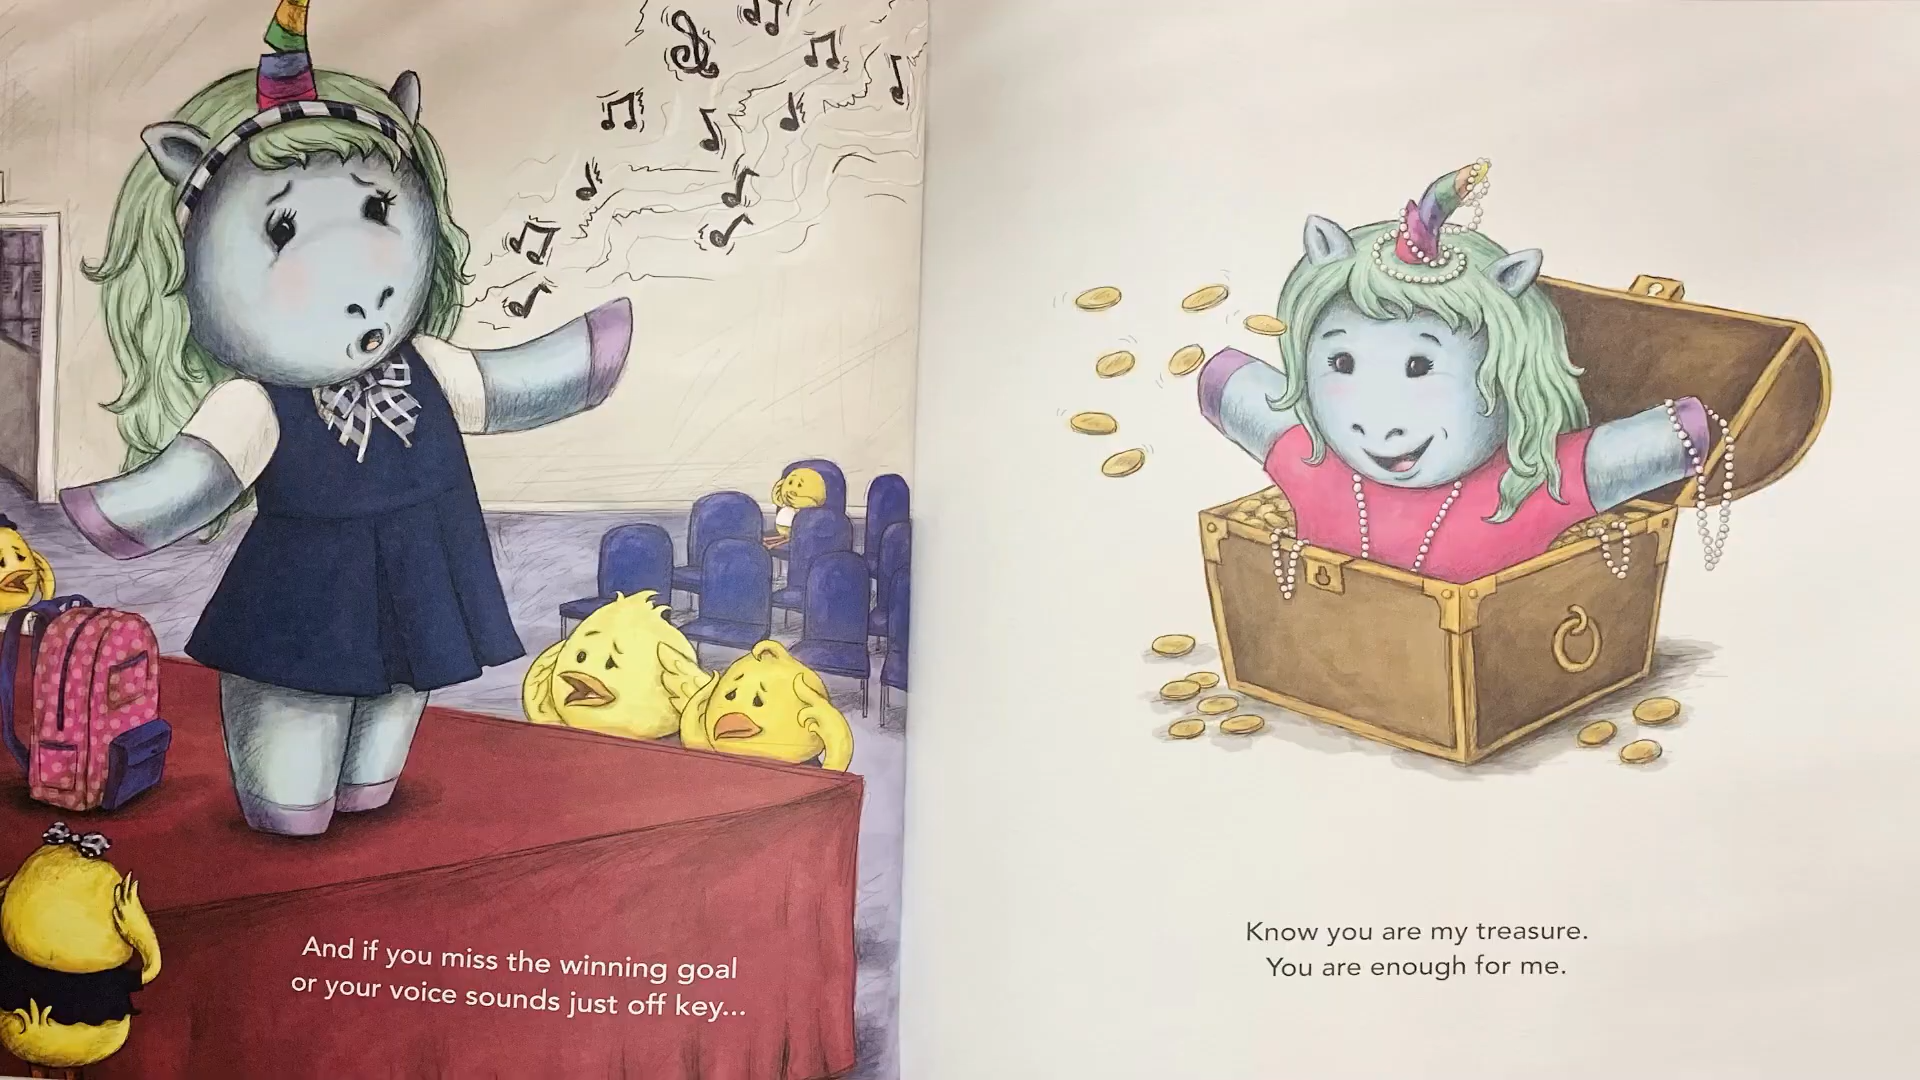 And if you miss the winning goal
or your voice sounds just off key...
Know you are my treasure.
You are enough for me.